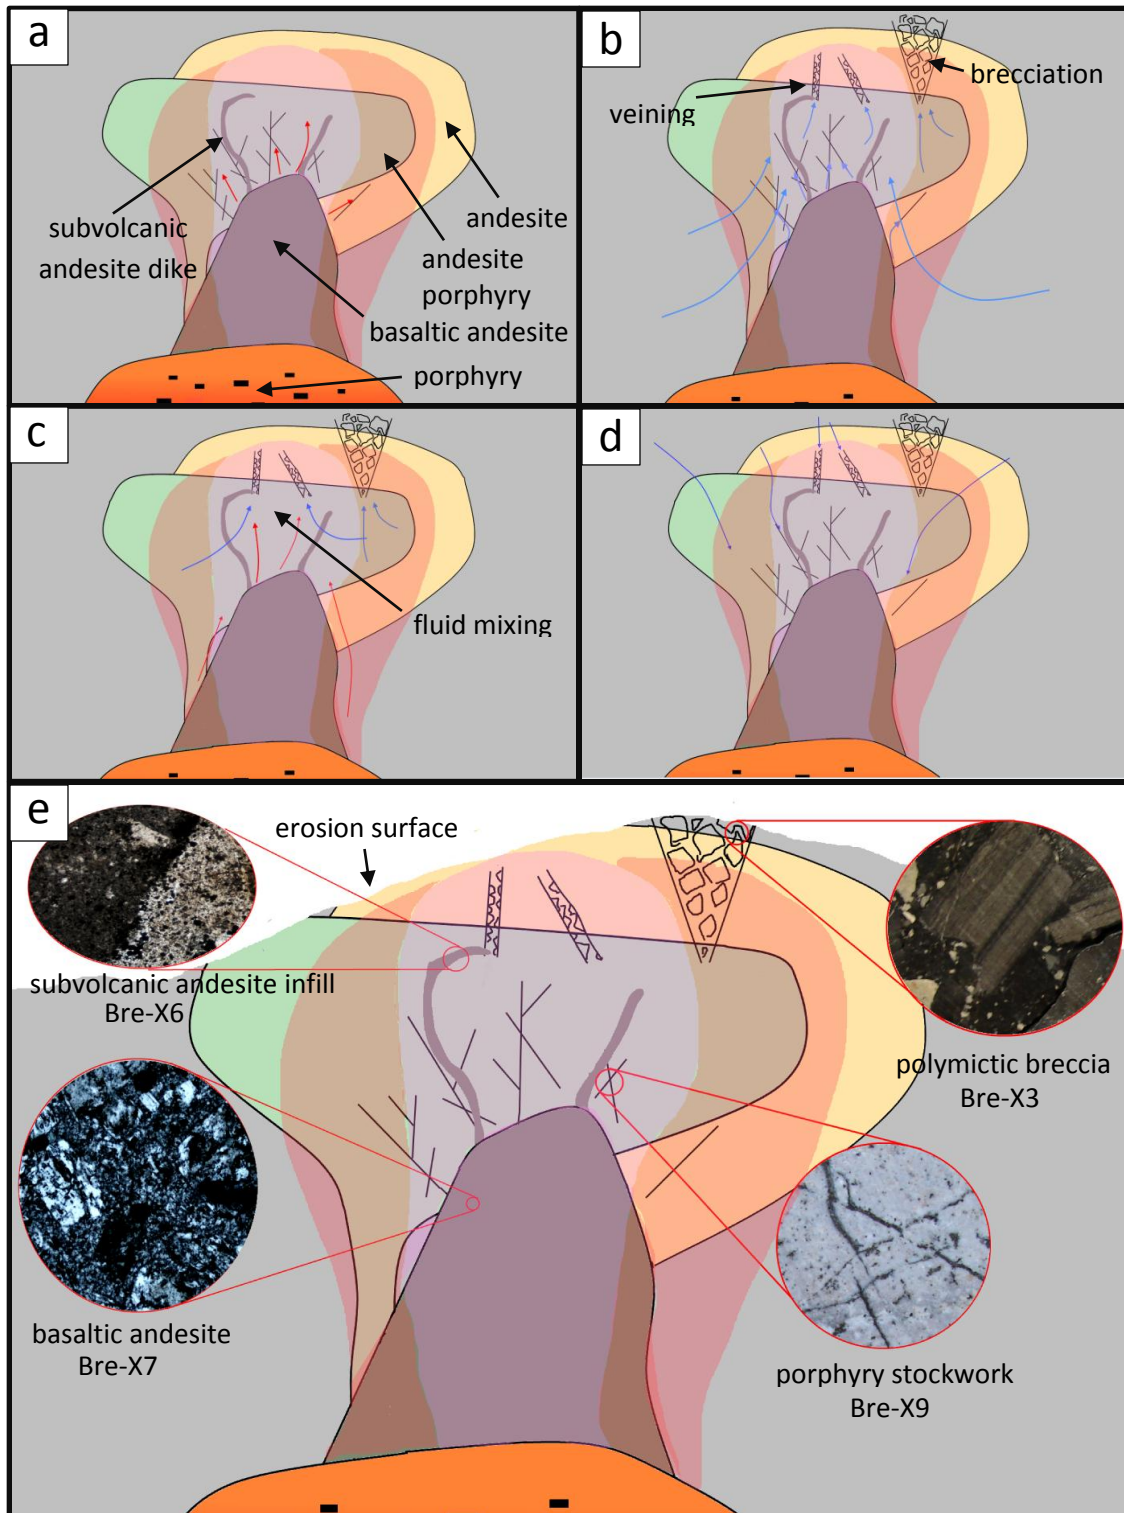 a
subvolcanic
andesite dike
andesite
andesite
porphyry
basaltic andesite
porphyry
b
veining
brecciation
c
fluid mixing
d
e
erosion surface
subvolcanic andesite infill
Bre-X6
polymictic breccia
Bre-X3
basaltic andesite
Bre-X7
porphyry stockwork
Bre-X9